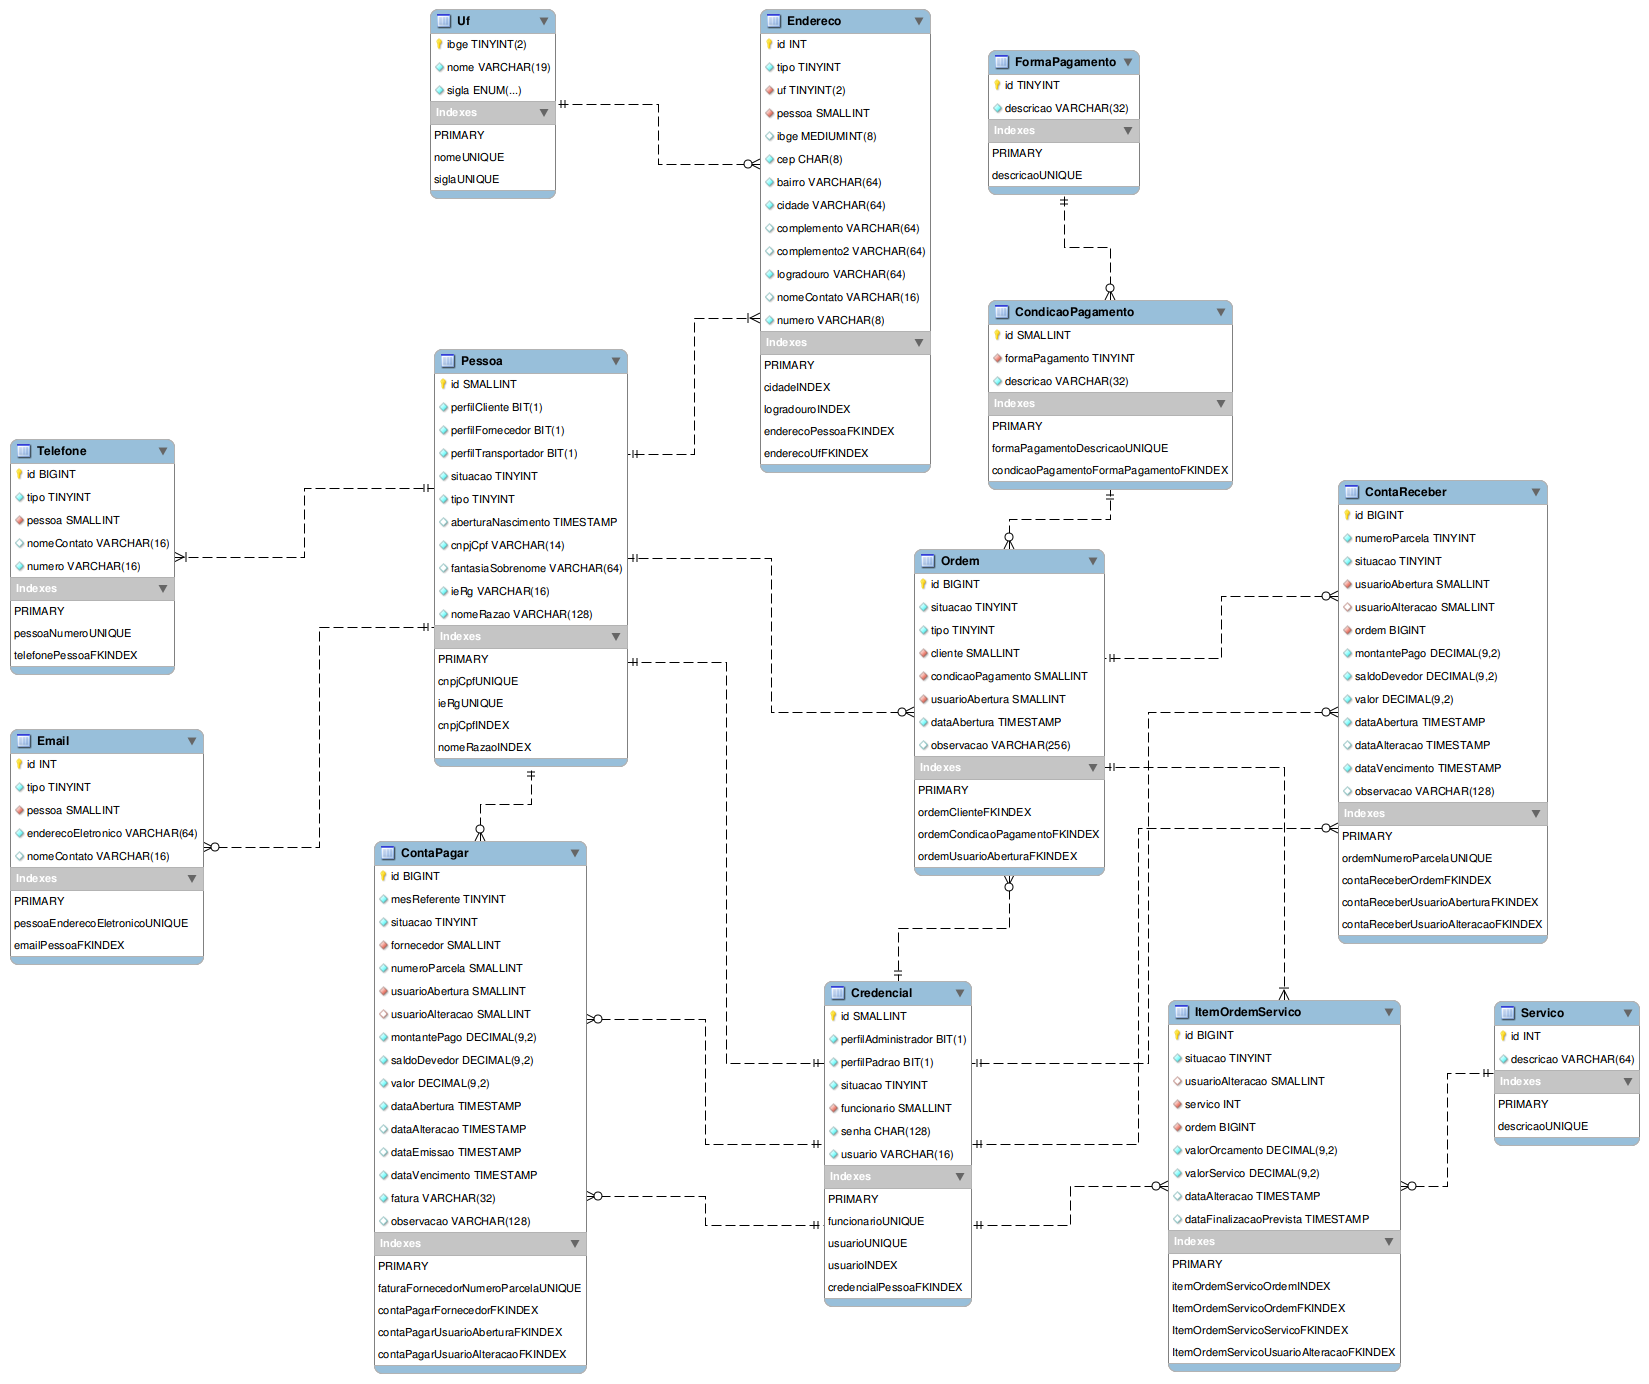 Uf
ibge TINYINT(2)
nome VARCHAR(19)
sigla ENUM(...)
Indexes
PRIMARY
nomeUNIQUE
siglaUNIQUE
Endereco
id INT
tipo TINYINT
uf TINYINT(2)
pessoa SMALLINT
ibge MEDIUMINT(8)
cep CHAR(8)
bairro VARCHAR(64)
cidade VARCHAR(64)
complemento VARCHAR(64)
complemento2 VARCHAR(64)
logradouro VARCHAR(64)
nomeContato VARCHAR(16)
numero VARCHAR(8)
Indexes
PRIMARY
cidadeINDEX
logradouroINDEX
enderecoPessoaFKINDEX
enderecoUfFKINDEX
FormaPagamento
id TINYINT
descricao VARCHAR(32)
Indexes
PRIMARY
descricaoUNIQUE
CondicaoPagamento
id SMALLINT
formaPagamento TINYINT
descricao VARCHAR(32)
Indexes
PRIMARY
formaPagamentoDescricaoUNIQUE
condicaoPagamentoFormaPagamentoFKINDEX
Pessoa
id SMALLINT
perfilCliente BIT(1)
perfilFornecedor BIT(1)
perfilTransportador BIT(1)
situacao TINYINT
tipo TINYINT
aberturaNascimento TIMESTAMP
cnpjCpf VARCHAR(14)
fantasiaSobrenome VARCHAR(64)
ieRg VARCHAR(16)
nomeRazao VARCHAR(128)
Indexes
PRIMARY
cnpjCpfUNIQUE
ieRgUNIQUE
cnpjCpfINDEX
nomeRazaoINDEX
Telefone
id BIGINT
tipo TINYINT
pessoa SMALLINT
nomeContato VARCHAR(16)
numero VARCHAR(16)
Indexes
PRIMARY
pessoaNumeroUNIQUE
telefonePessoaFKINDEX
Email
id INT
tipo TINYINT
pessoa SMALLINT
enderecoEletronico VARCHAR(64)
nomeContato VARCHAR(16)
Indexes
PRIMARY
pessoaEnderecoEletronicoUNIQUE
emailPessoaFKINDEX
Ordem
id BIGINT
situacao TINYINT
tipo TINYINT
cliente SMALLINT
condicaoPagamento SMALLINT
usuarioAbertura SMALLINT
dataAbertura TIMESTAMP
observacao VARCHAR(256)
Indexes
PRIMARY
ordemClienteFKINDEX
ordemCondicaoPagamentoFKINDEX
ordemUsuarioAberturaFKINDEX
ContaReceber
id BIGINT
numeroParcela TINYINT
situacao TINYINT
usuarioAbertura SMALLINT
usuarioAlteracao SMALLINT
ordem BIGINT
montantePago DECIMAL(9,2)
saldoDevedor DECIMAL(9,2)
valor DECIMAL(9,2)
dataAbertura TIMESTAMP
dataAlteracao TIMESTAMP
dataVencimento TIMESTAMP
observacao VARCHAR(128)
Indexes
PRIMARY
ordemNumeroParcelaUNIQUE
contaReceberOrdemFKINDEX
contaReceberUsuarioAberturaFKINDEX
contaReceberUsuarioAlteracaoFKINDEX
ContaPagar
id BIGINT
mesReferente TINYINT
situacao TINYINT
fornecedor SMALLINT
numeroParcela SMALLINT
usuarioAbertura SMALLINT
usuarioAlteracao SMALLINT
montantePago DECIMAL(9,2)
saldoDevedor DECIMAL(9,2)
valor DECIMAL(9,2)
dataAbertura TIMESTAMP
dataAlteracao TIMESTAMP
dataEmissao TIMESTAMP
dataVencimento TIMESTAMP
fatura VARCHAR(32)
observacao VARCHAR(128)
Indexes
PRIMARY
faturaFornecedorNumeroParcelaUNIQUE
contaPagarFornecedorFKINDEX
contaPagarUsuarioAberturaFKINDEX
contaPagarUsuarioAlteracaoFKINDEX
Credencial
id SMALLINT
perfilAdministrador BIT(1)
perfilPadrao BIT(1)
situacao TINYINT
funcionario SMALLINT
senha CHAR(128)
usuario VARCHAR(16)
Indexes
PRIMARY
funcionarioUNIQUE
usuarioUNIQUE
usuarioINDEX
credencialPessoaFKINDEX
ItemOrdemServico
id BIGINT
situacao TINYINT
usuarioAlteracao SMALLINT
servico INT
ordem BIGINT
valorOrcamento DECIMAL(9,2)
valorServico DECIMAL(9,2)
dataAlteracao TIMESTAMP
dataFinalizacaoPrevista TIMESTAMP
Indexes
PRIMARY
itemOrdemServicoOrdemINDEX
ItemOrdemServicoOrdemFKINDEX
ItemOrdemServicoServicoFKINDEX
ItemOrdemServicoUsuarioAlteracaoFKINDEX
Servico
id INT
descricao VARCHAR(64)
Indexes
PRIMARY
descricaoUNIQUE